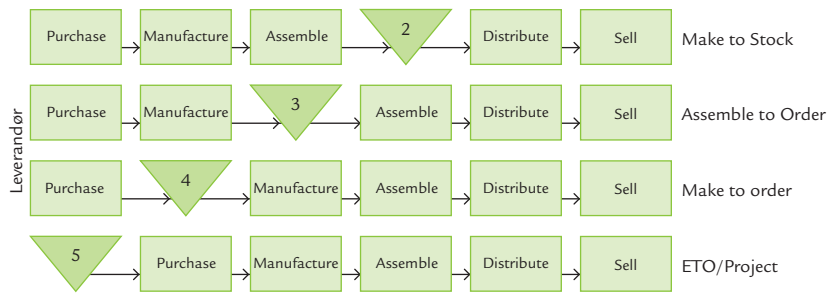 Leverandør
Purchase Manufacture Assemble 2 Distribute Sell Make to Stock
Purchase Manufacture 3 Assemble Distribute Sell Assemble to Order
Purchase 4 Manufacture Assemble Distribute Sell Make to order
5 Purchase Manufacture Assemble Distribute Sell ETO/Project